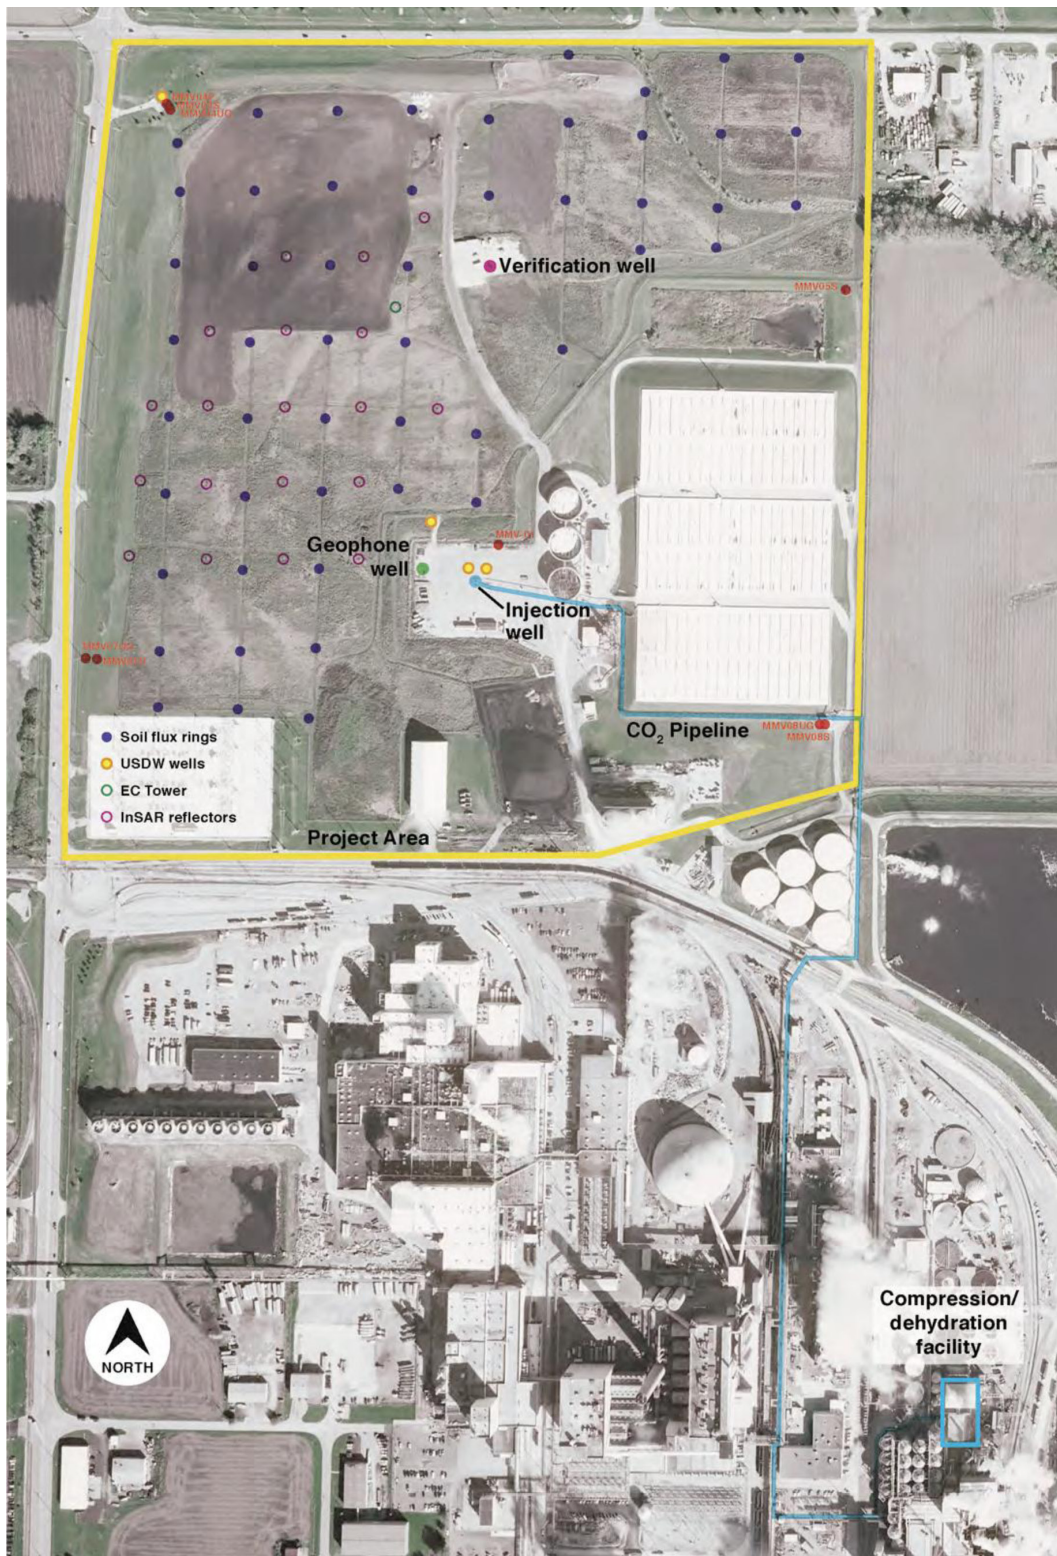 MMV05S
Verification well
MMV-01
Geophone
well
Injection
well
CO₂ Pipeline
MMV08UG
MMV08S
Soil flux rings
USDW wells
EC Tower
InSAR reflectors
Project Area
NORTH
Compression/
dehydration
facility